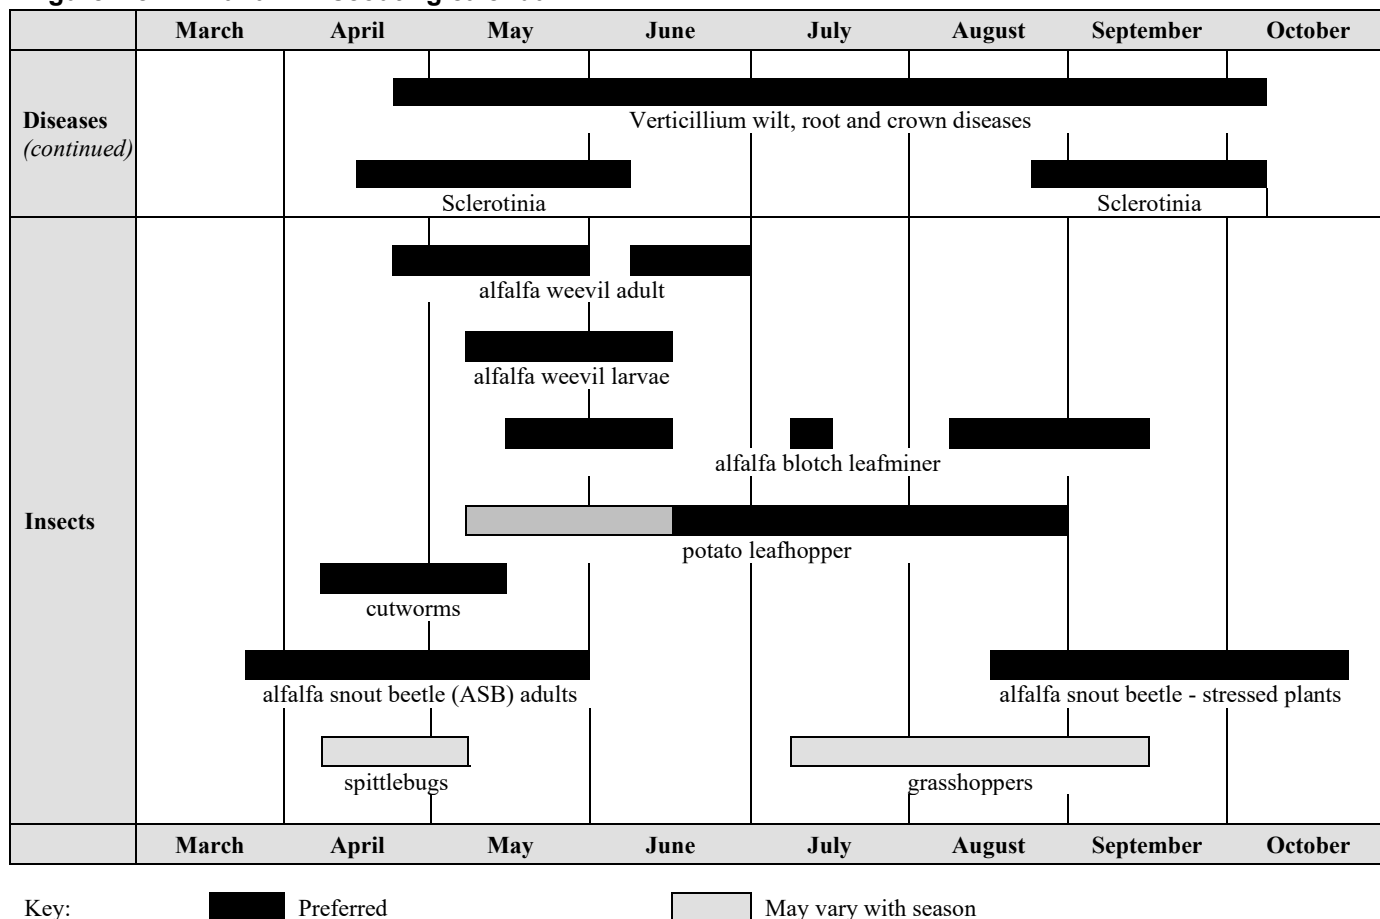 March April May June July August September October
Diseases
(continued)
Verticillium wilt, root and crown diseases
Sclerotinia Sclerotinia
alfalfa weevil adult
alfalfa weevil larvae
alfalfa blotch leafminer
Insects
potato leafhopper
cutworms
alfalfa snout beetle (ASB) adults alfalfa snout beetle - stressed plants
spittlebugs grasshoppers
March April May June July August September October
Key: Preferred May vary with season